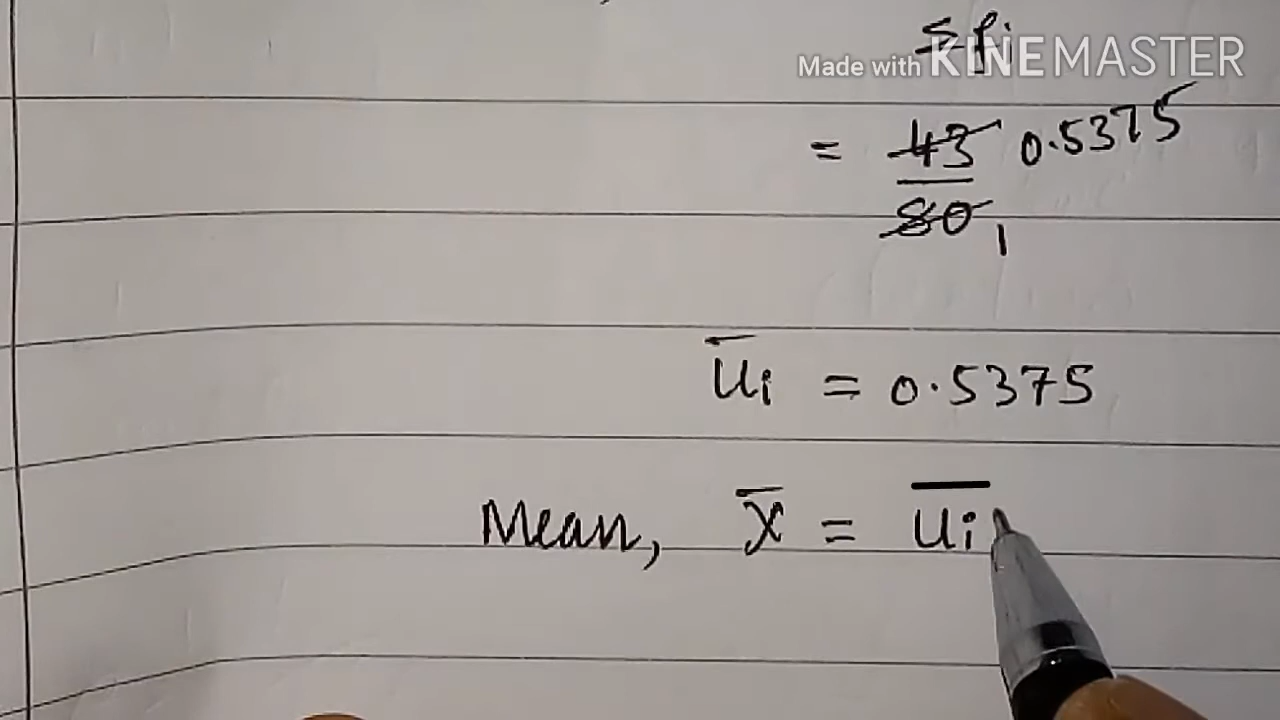 Σfi
Made with KINEMASTER
= 43 0.5375
80 1
ūi = 0.5375
Mean, x̄ = ūi